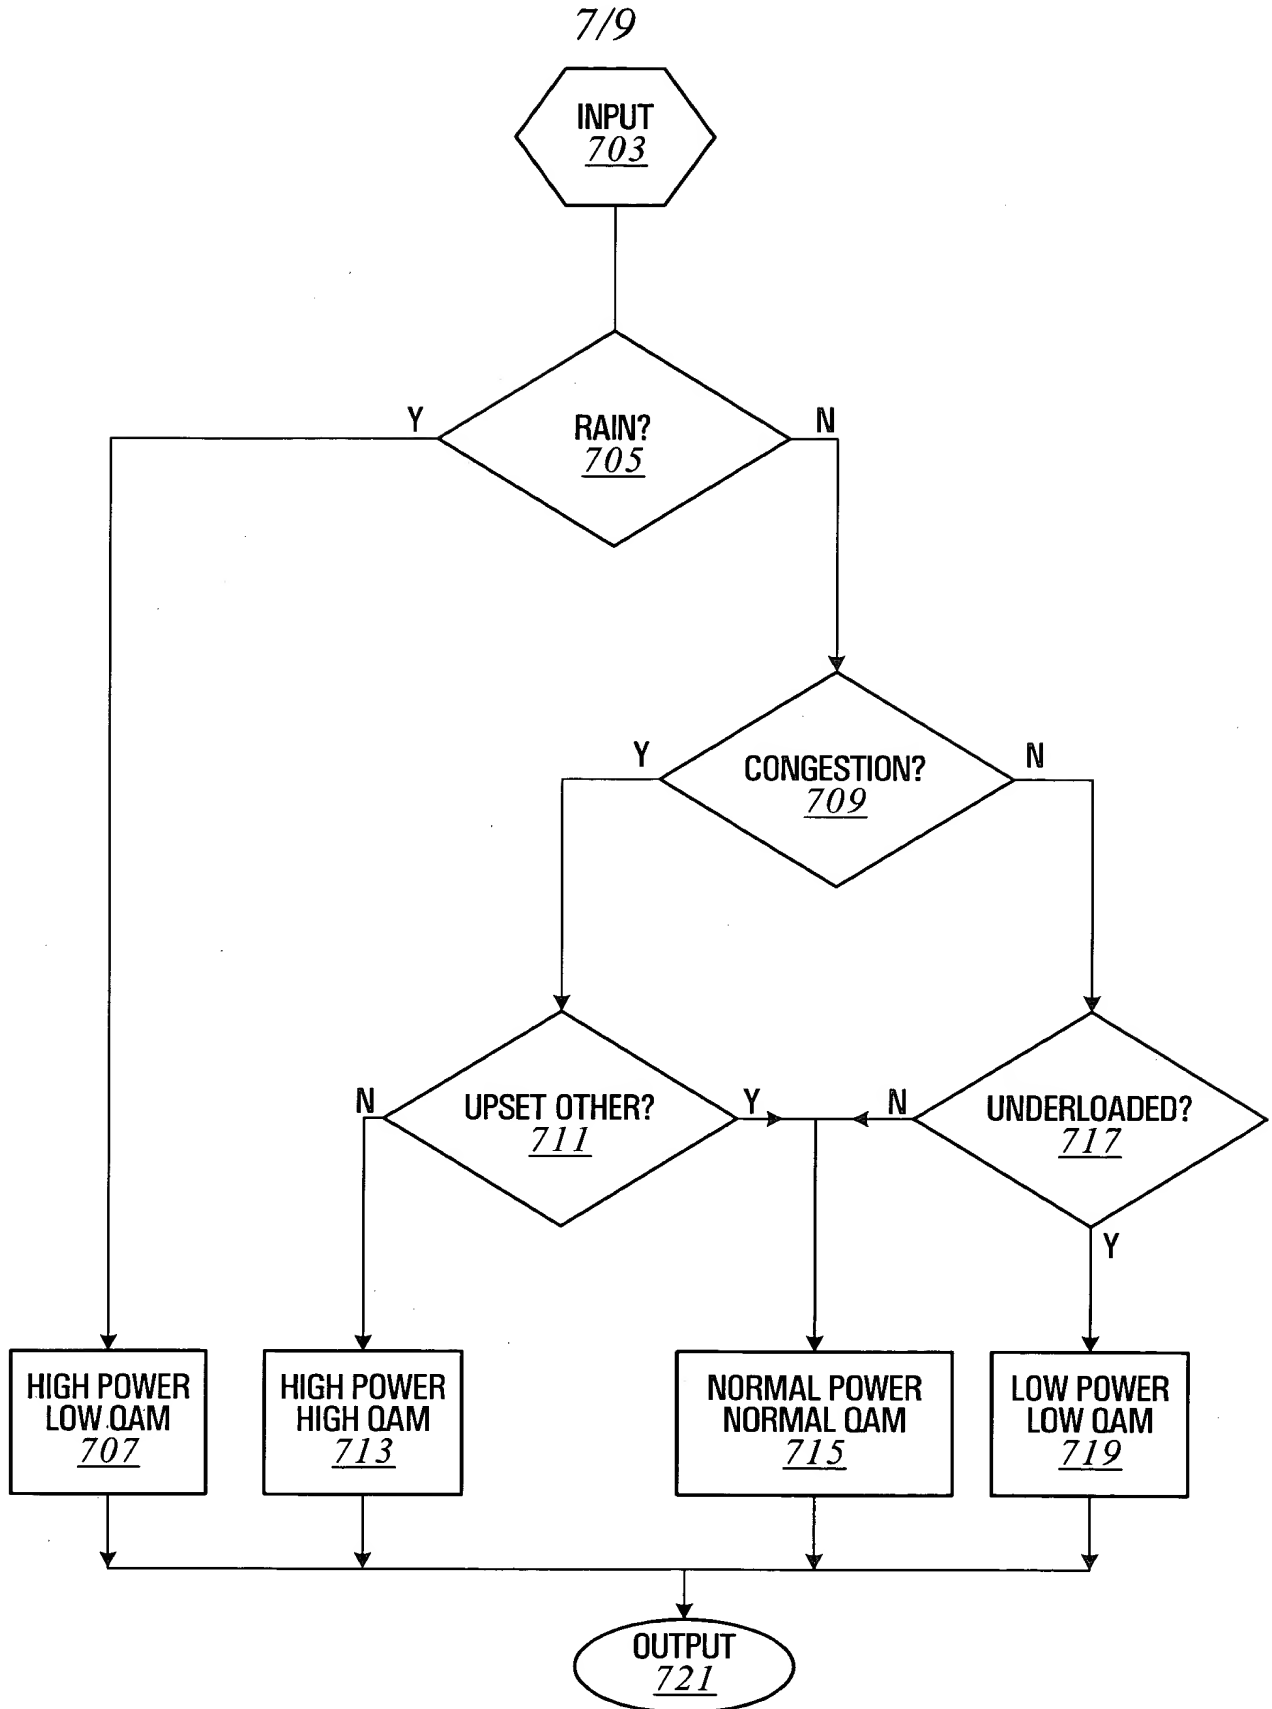 7/9
INPUT
703
RAIN?
705
Y
N
CONGESTION?
709
Y
N
UPSET OTHER?
711
N
Y
UNDERLOADED?
717
N
Y
HIGH POWER
LOW QAM
707
HIGH POWER
HIGH QAM
713
NORMAL POWER
NORMAL QAM
715
LOW POWER
LOW QAM
719
OUTPUT
721